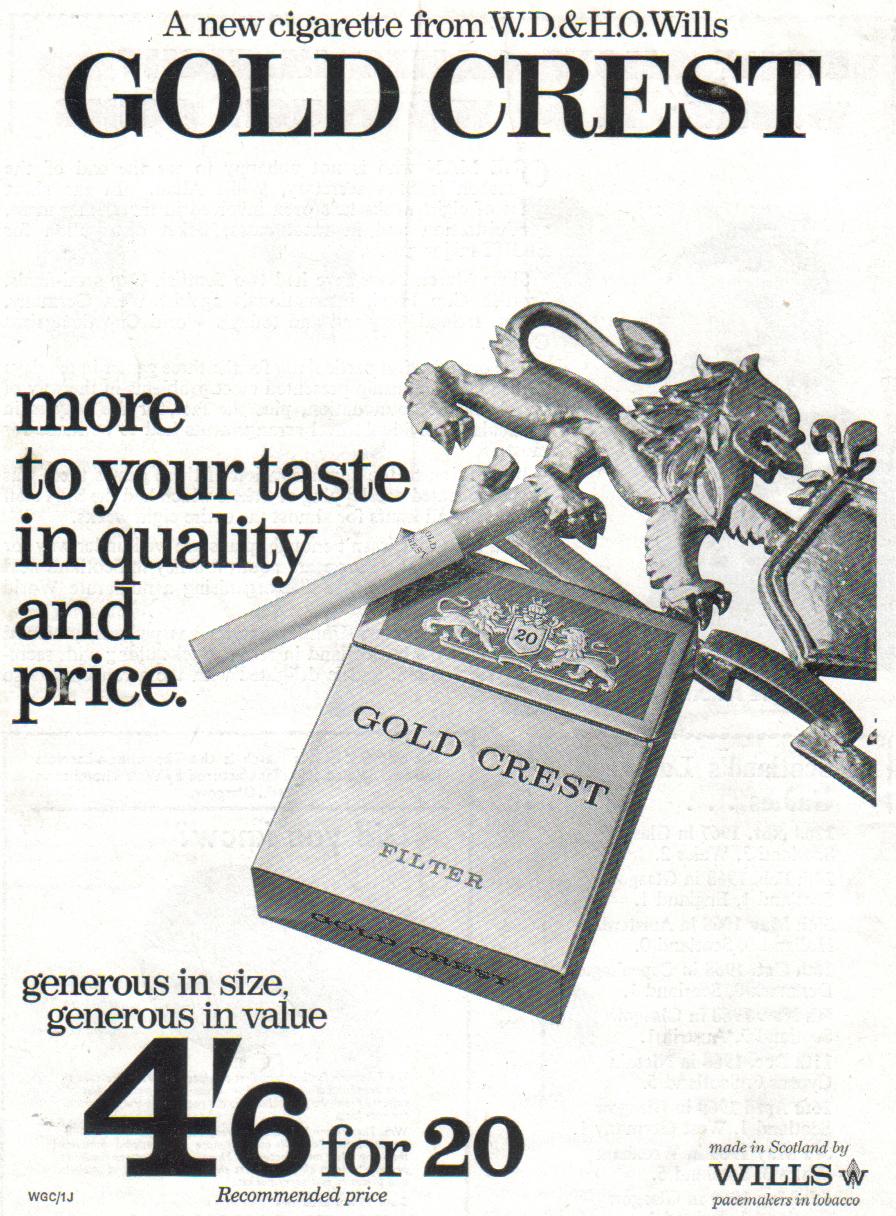 A new cigarette from W.D.&H.O.Wills
GOLD CREST
more
to your taste
in quality
and
price.
GOLD
CREST
20
GOLD CREST
FILTER
GOLD CREST
generous in size,
generous in value
4'6 for 20
Recommended price
WGC/1J
made in Scotland by
WILLS
pacemakers in tobacco